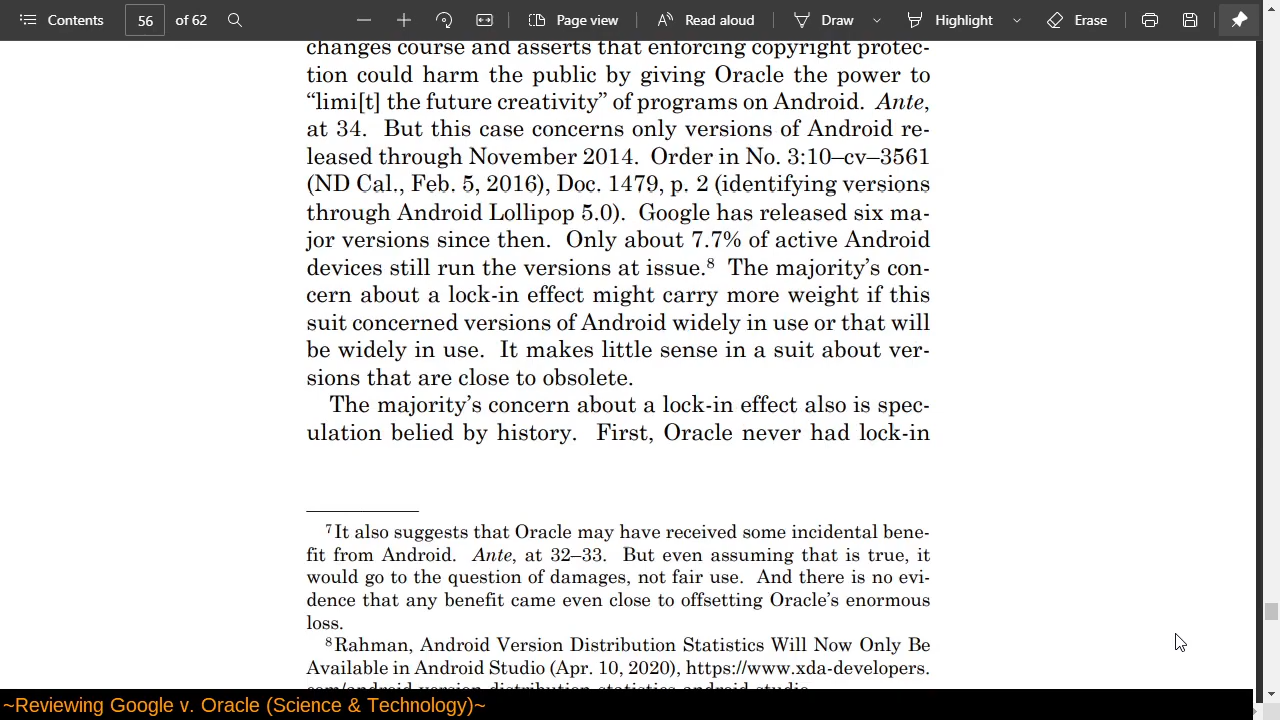 Contents 56 of 62 Page view Read aloud Draw Highlight Erase
changes course and asserts that enforcing copyright protec-
tion could harm the public by giving Oracle the power to
“limi[t] the future creativity” of programs on Android. Ante,
at 34. But this case concerns only versions of Android re-
leased through November 2014. Order in No. 3:10–cv–3561
(ND Cal., Feb. 5, 2016), Doc. 1479, p. 2 (identifying versions
through Android Lollipop 5.0). Google has released six ma-
jor versions since then. Only about 7.7% of active Android
devices still run the versions at issue.⁸ The majority’s con-
cern about a lock-in effect might carry more weight if this
suit concerned versions of Android widely in use or that will
be widely in use. It makes little sense in a suit about ver-
sions that are close to obsolete.
The majority’s concern about a lock-in effect also is spec-
ulation belied by history. First, Oracle never had lock-in
⁷ It also suggests that Oracle may have received some incidental bene-
fit from Android. Ante, at 32–33. But even assuming that is true, it
would go to the question of damages, not fair use. And there is no evi-
dence that any benefit came even close to offsetting Oracle’s enormous
loss.
⁸ Rahman, Android Version Distribution Statistics Will Now Only Be
Available in Android Studio (Apr. 10, 2020), https://www.xda-developers.
com/android-version-distribution-statistics-android-studio
~Reviewing Google v. Oracle (Science & Technology)~